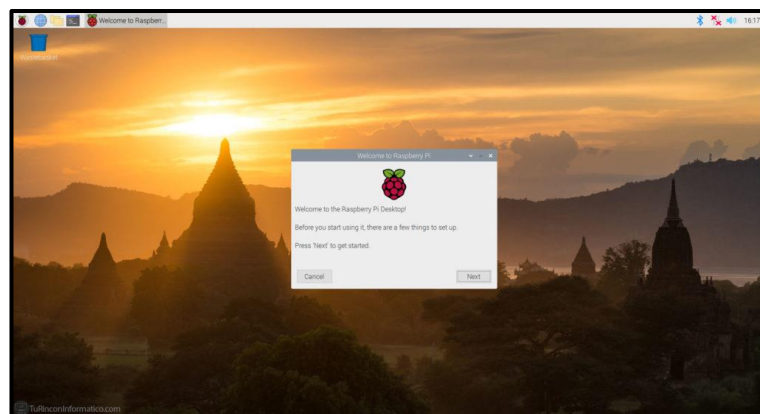 Welcome to Raspberr...
16:17
Wastebasket
Welcome to Raspberry Pi
Welcome to the Raspberry Pi Desktop!
Before you start using it, there are a few things to set up.
Press 'Next' to get started.
Cancel
Next
TuRinconInformatico.com